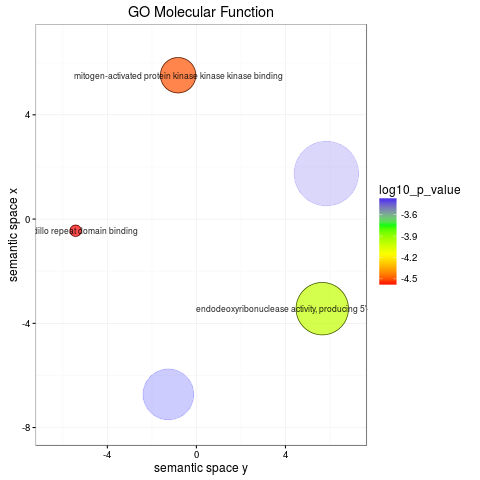 GO Molecular Function
mitogen-activated protein kinase kinase kinase binding
tillo repeat domain binding
endodeoxyribonuclease activity, producing 5'-
4
0
-4
-8
-4
0
4
semantic space x
semantic space y
log10_p_value
-3.6
-3.9
-4.2
-4.5